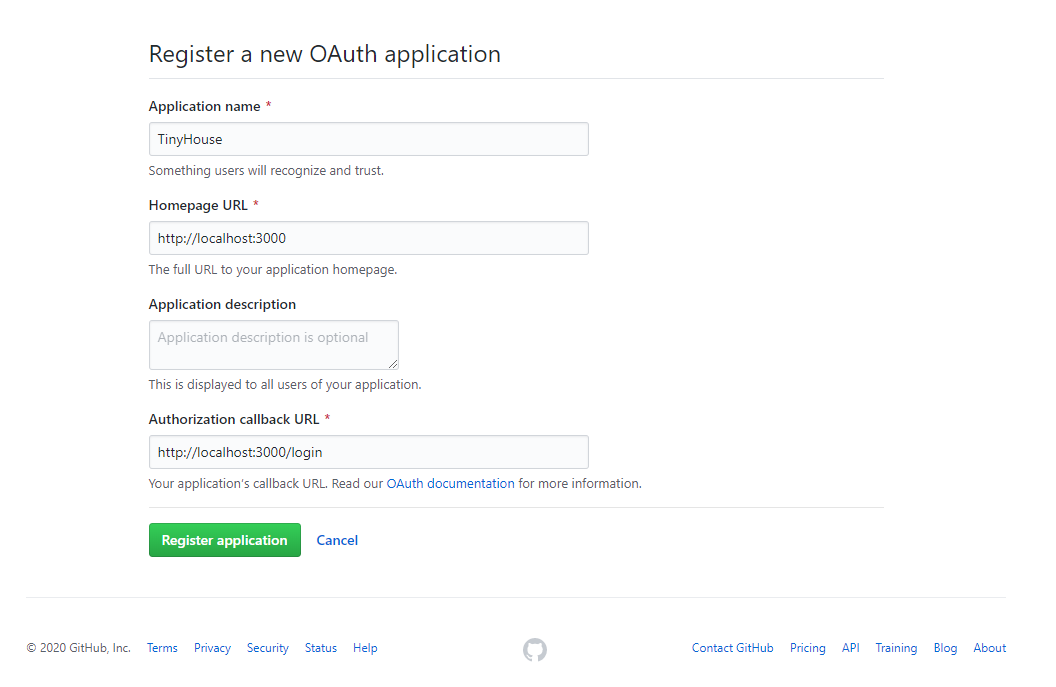 Register a new OAuth application
Application name *
TinyHouse
Something users will recognize and trust.
Homepage URL *
http://localhost:3000
The full URL to your application homepage.
Application description
Application description is optional
This is displayed to all users of your application.
Authorization callback URL *
http://localhost:3000/login
Your application's callback URL. Read our OAuth documentation for more information.
Register application Cancel
© 2020 GitHub, Inc. Terms Privacy Security Status Help Contact GitHub Pricing API Training Blog About